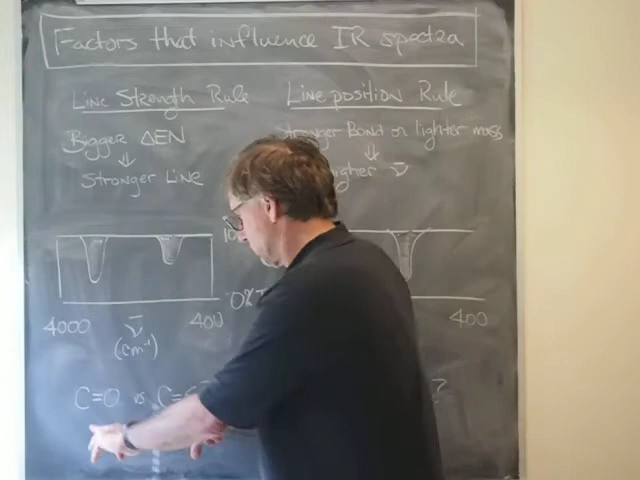 Factors that influence IR spectra
Line Strength Rule
Line position Rule
Bigger ΔEN
Stronger Bond or lighter mass
⇓
⇓
Stronger Line
ν̄
4000
ν̄
400
0%
400
(cm⁻¹)
C=O vs C=
?